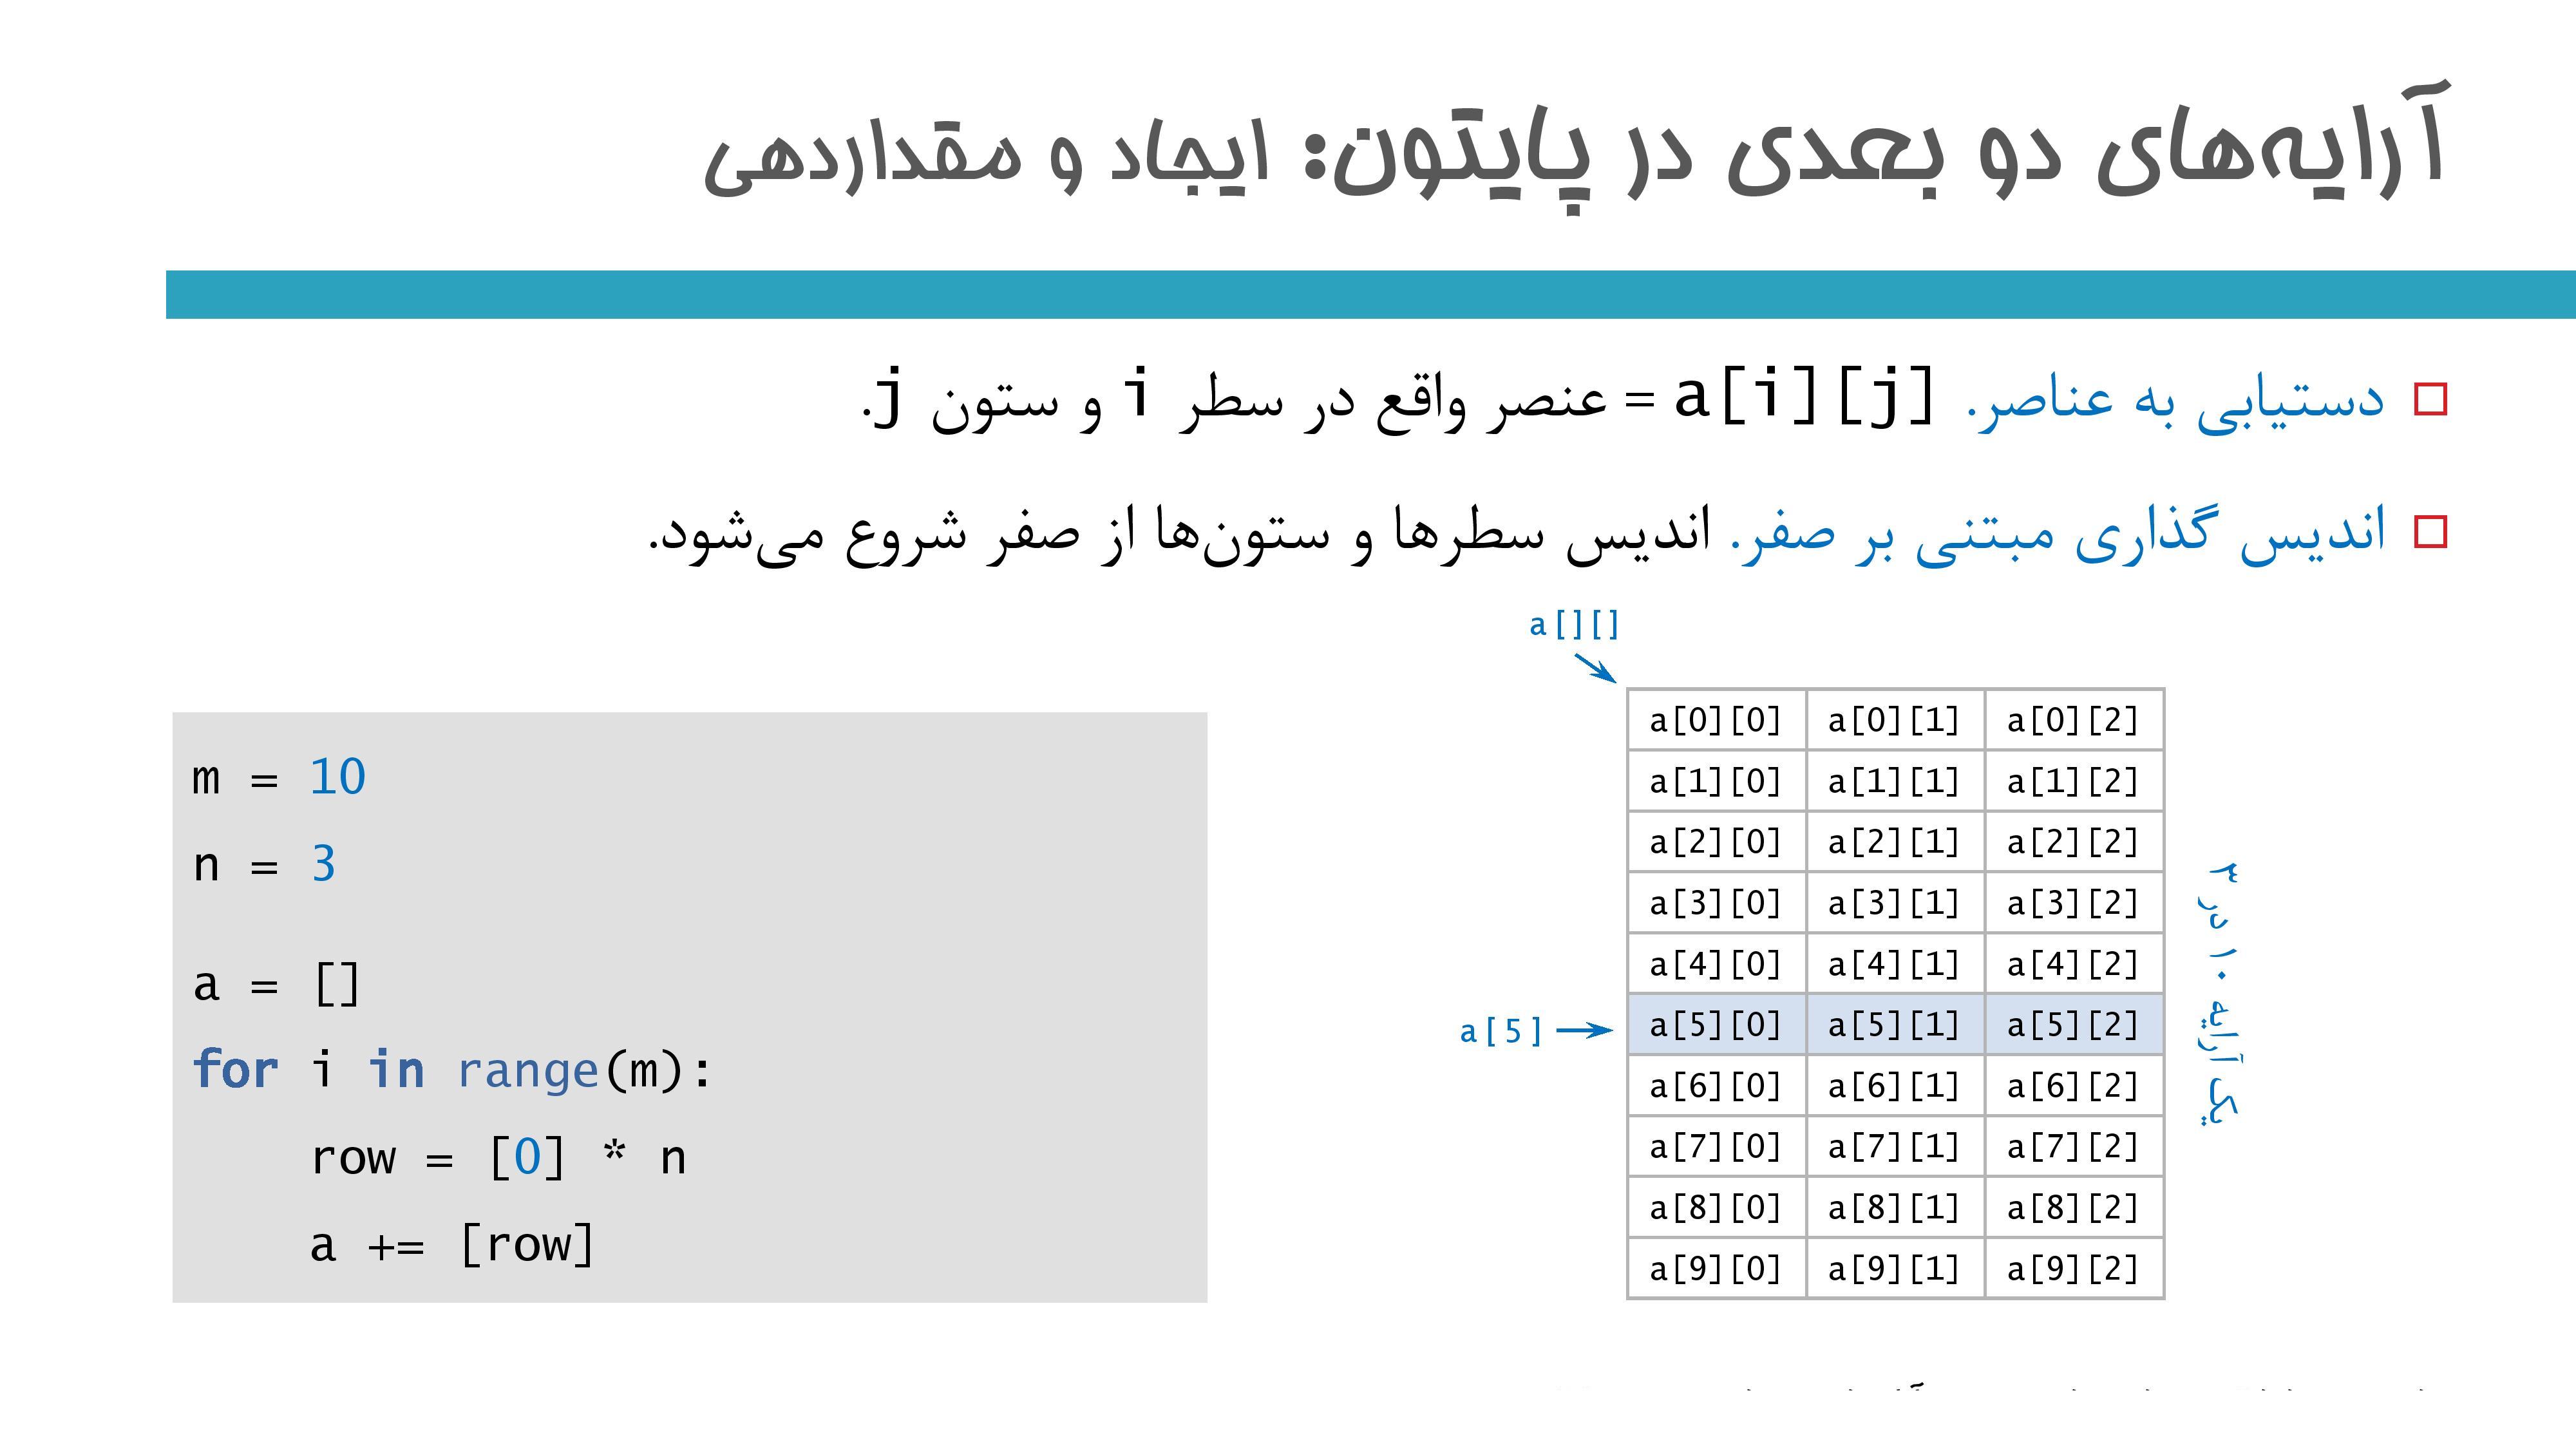 آرایه‌های دو بعدی در پایتون: ایجاد و مقداردهی
دستیابی به عناصر. a[i][j] = عنصر واقع در سطر i و ستون j.
اندیس گذاری مبتنی بر صفر. اندیس سطرها و ستون‌ها از صفر شروع می‌شود.
a[][]
a[0][0] a[0][1] a[0][2]
a[1][0] a[1][1] a[1][2]
a[2][0] a[2][1] a[2][2]
a[3][0] a[3][1] a[3][2]
a[4][0] a[4][1] a[4][2]
a[5]
a[5][0] a[5][1] a[5][2]
a[6][0] a[6][1] a[6][2]
a[7][0] a[7][1] a[7][2]
a[8][0] a[8][1] a[8][2]
a[9][0] a[9][1] a[9][2]
یک آرایه ۱۰ در ۳
m = 10
n = 3
a = []
for i in range(m):
    row = [0] * n
    a += [row]